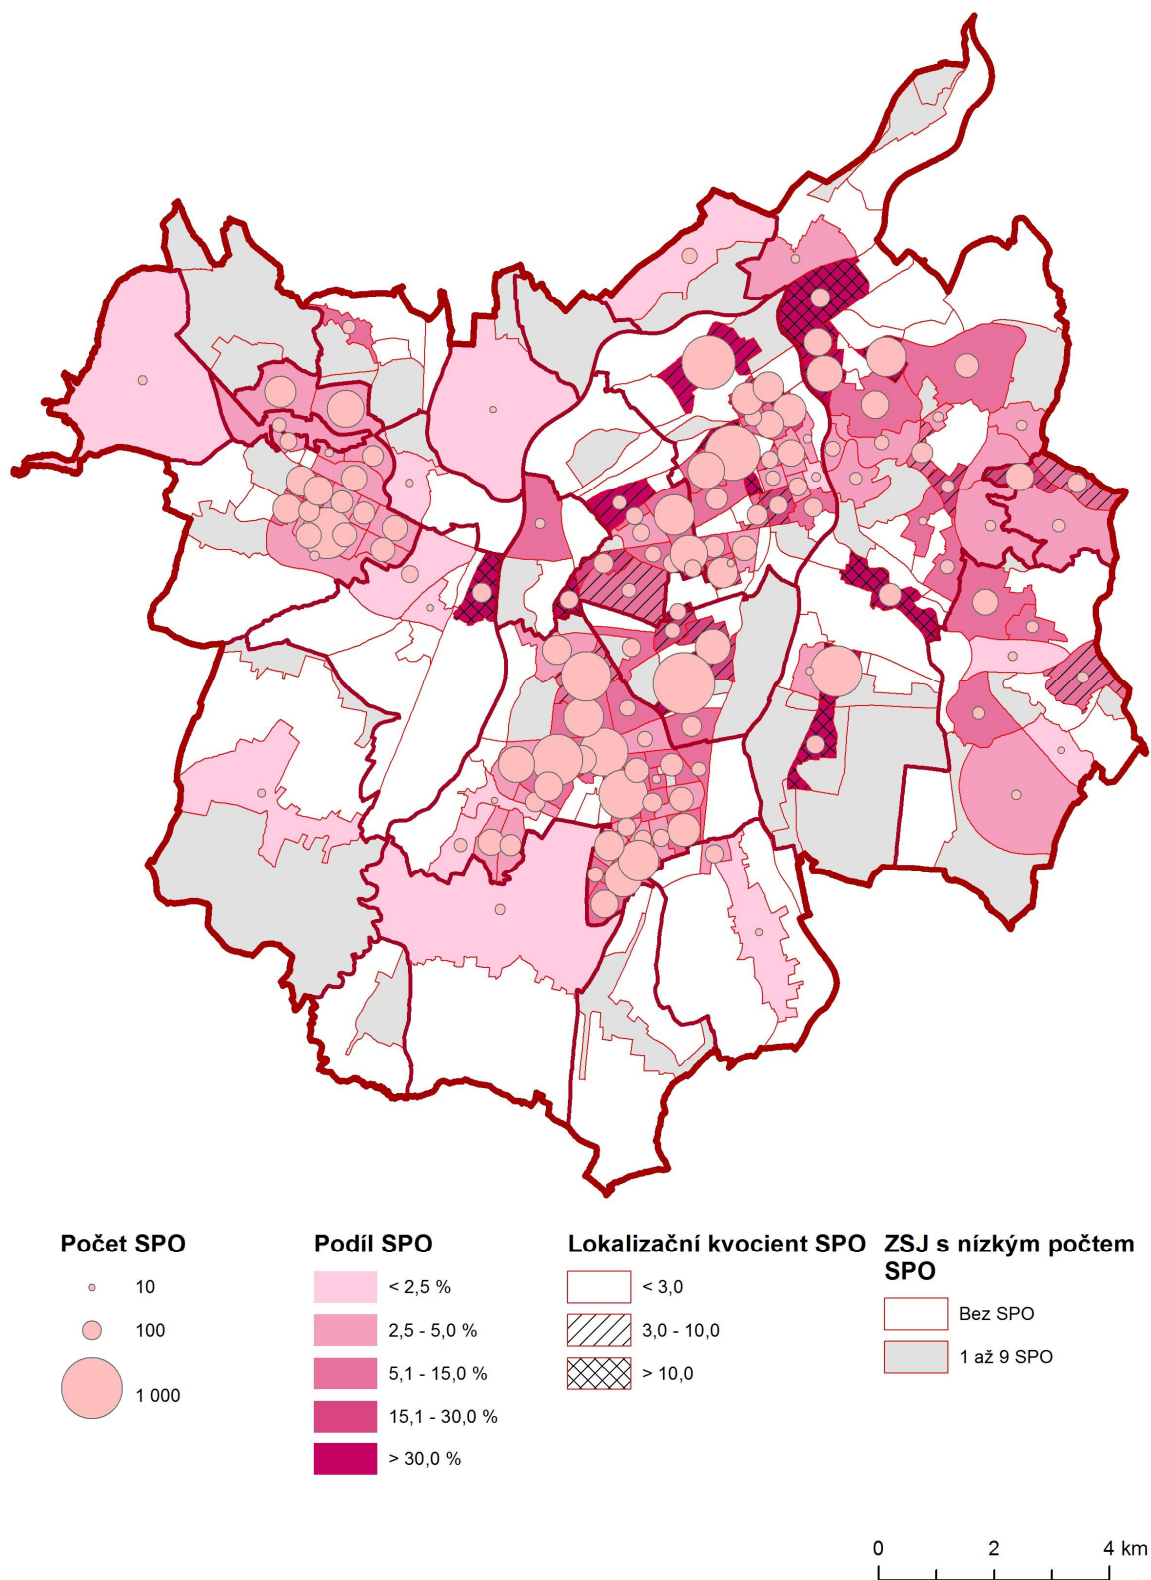 Počet SPO
10
100
1 000
Podíl SPO
< 2,5 %
2,5 - 5,0 %
5,1 - 15,0 %
15,1 - 30,0 %
> 30,0 %
Lokalizační kvocient SPO
< 3,0
3,0 - 10,0
> 10,0
ZSJ s nízkým počtem
SPO
Bez SPO
1 až 9 SPO
0 2 4 km